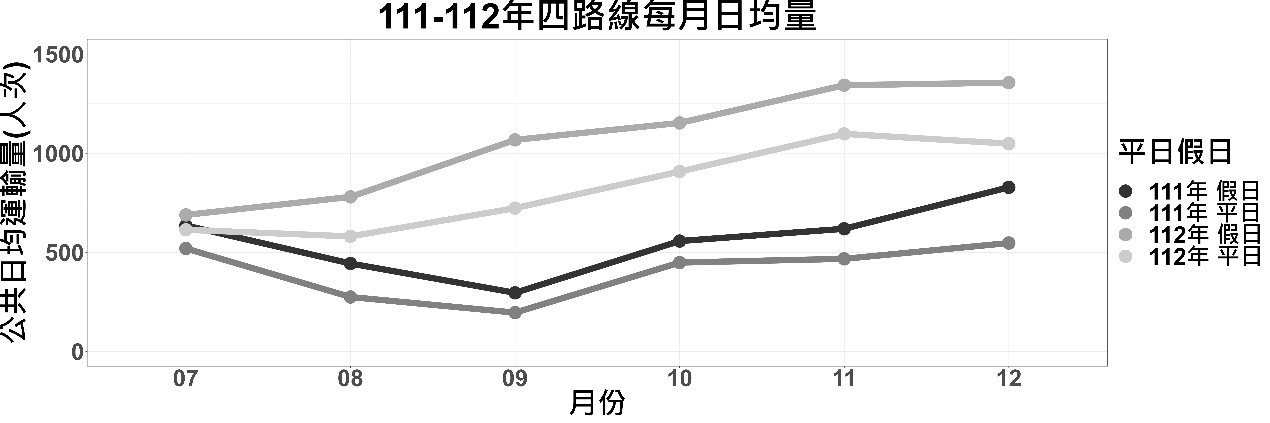 111-112年四路線每月日均量
公共日均運輸量(人次)
1500
1000
500
0
07 08 09 10 11 12
月份
平日假日
111年 假日
111年 平日
112年 假日
112年 平日